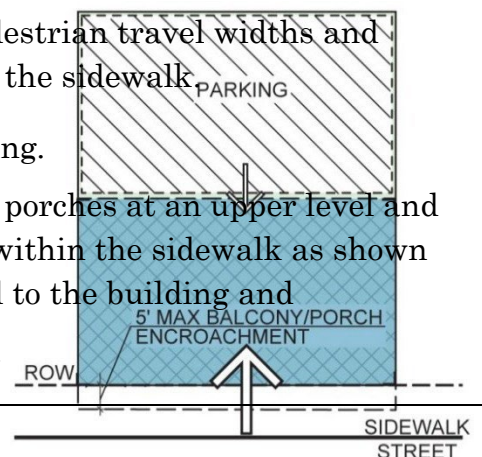 destrian travel widths and
the sidewalk.
PARKING
ng.
porches at an upper level and
within the sidewalk as shown
l to the building and
5' MAX BALCONY/PORCH
ENCROACHMENT
ROW
SIDEWALK
STREET